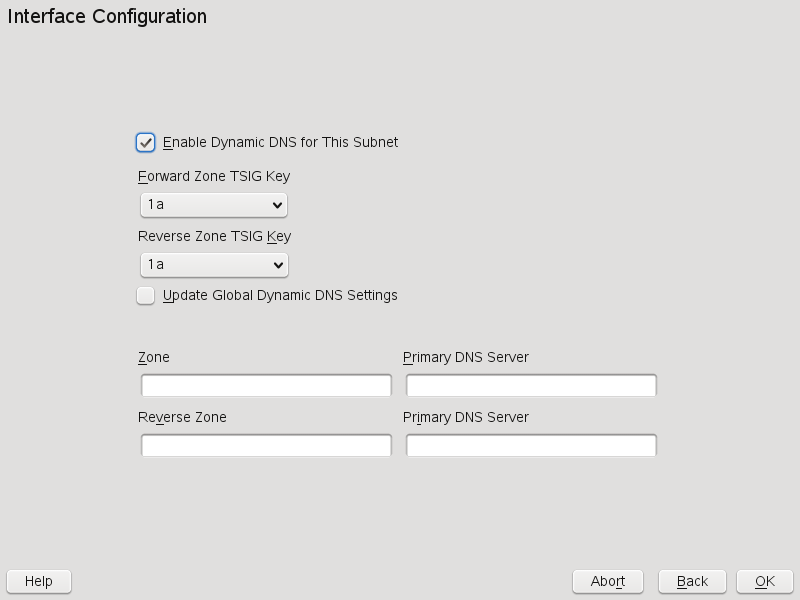 Interface Configuration
Enable Dynamic DNS for This Subnet
Forward Zone TSIG Key
1a
Reverse Zone TSIG Key
1a
Update Global Dynamic DNS Settings
Zone Primary DNS Server
Reverse Zone Primary DNS Server
Help Abort Back OK